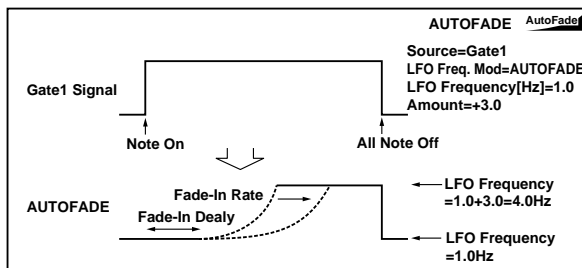 AUTOFADE
AutoFade
Source=Gate1
LFO Freq. Mod=AUTOFADE
LFO Frequency[Hz]=1.0
Amount=+3.0
Gate1 Signal
Note On
All Note Off
AUTOFADE
Fade-In Rate
Fade-In Dealy
LFO Frequency
=1.0+3.0=4.0Hz
LFO Frequency
=1.0Hz